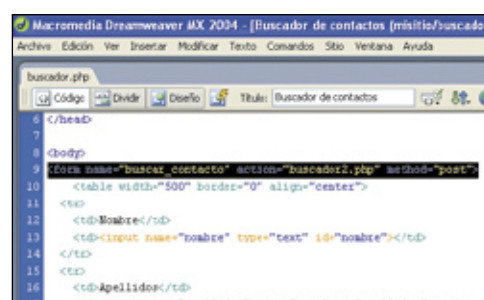 Macromedia Dreamweaver MX 2004 - [Buscador de contactos (misitio/buscado
Archivo Edición Ver Insertar Modificar Texto Comandos Sitio Ventana Ayuda
buscador.php
Código Dividir Diseño Título: Buscador de contactos
6 </head>
7
8 <body>
9 <form name="buscar_contacto" action="buscador2.php" method="post">
10 <table width="500" border="0" align="center">
11 <tr>
12 <td>Nombre</td>
13 <td><input name="nombre" type="text" id="nombre"></td>
14 </tr>
15 <tr>
16 <td>Apellidos</td>